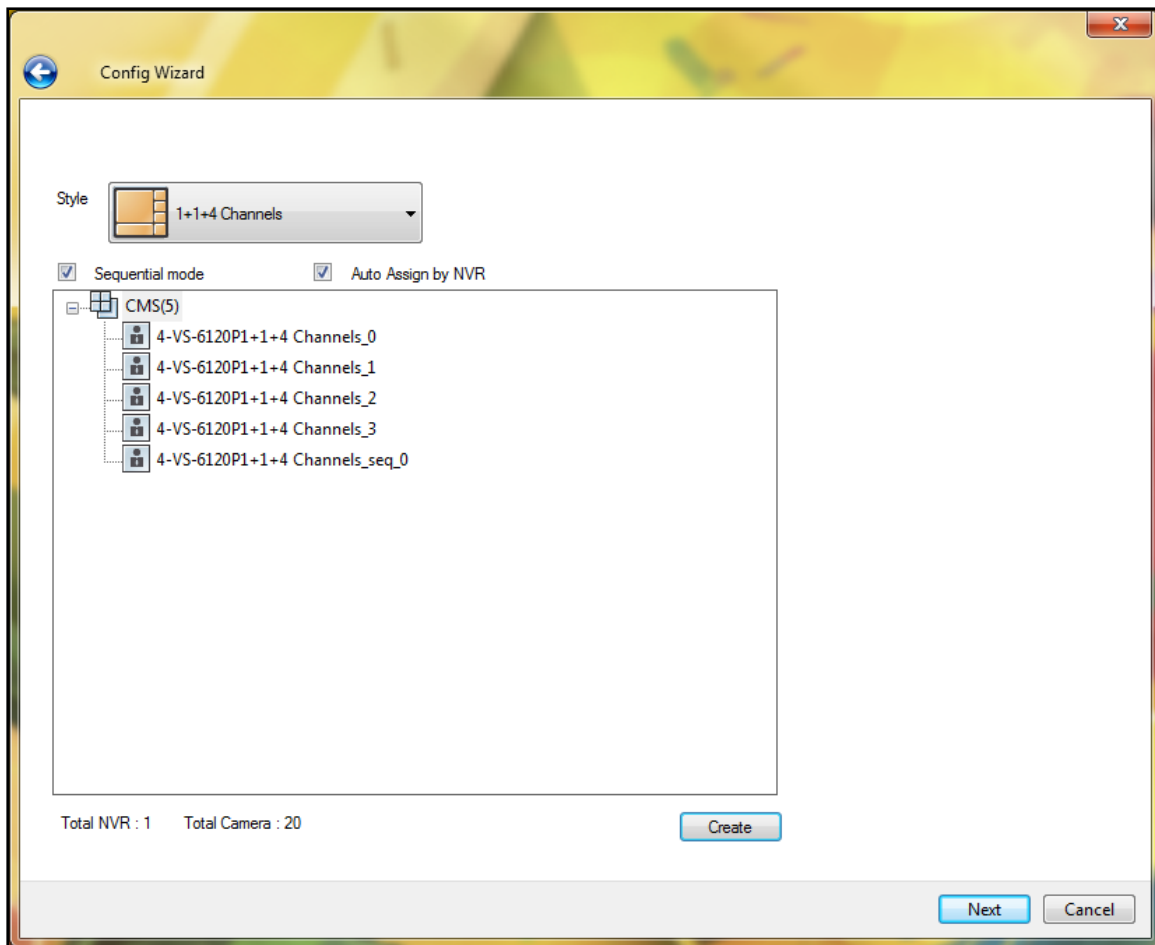 Config Wizard
Style
1+1+4 Channels
Sequential mode
Auto Assign by NVR
CMS(5)
4-VS-6120P1+1+4 Channels_0
4-VS-6120P1+1+4 Channels_1
4-VS-6120P1+1+4 Channels_2
4-VS-6120P1+1+4 Channels_3
4-VS-6120P1+1+4 Channels_seq_0
Total NVR : 1 Total Camera : 20
Create
Next
Cancel